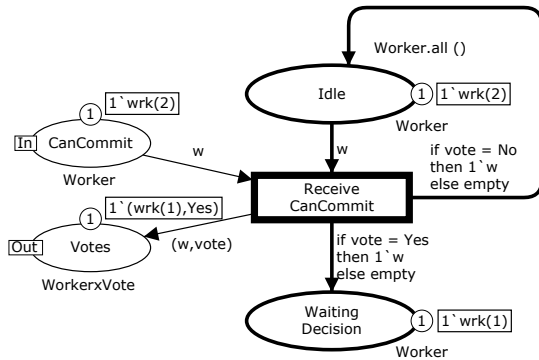 Worker.all ()
1
1`wrk(2)
Idle
1
1`wrk(2)
In
CanCommit
Worker
w
w
Worker
if vote = No
then 1`w
else empty
Receive
CanCommit
1
1`(wrk(1),Yes)
Out
Votes
(w,vote)
WorkerxVote
if vote = Yes
then 1`w
else empty
Waiting
Decision
1
1`wrk(1)
Worker